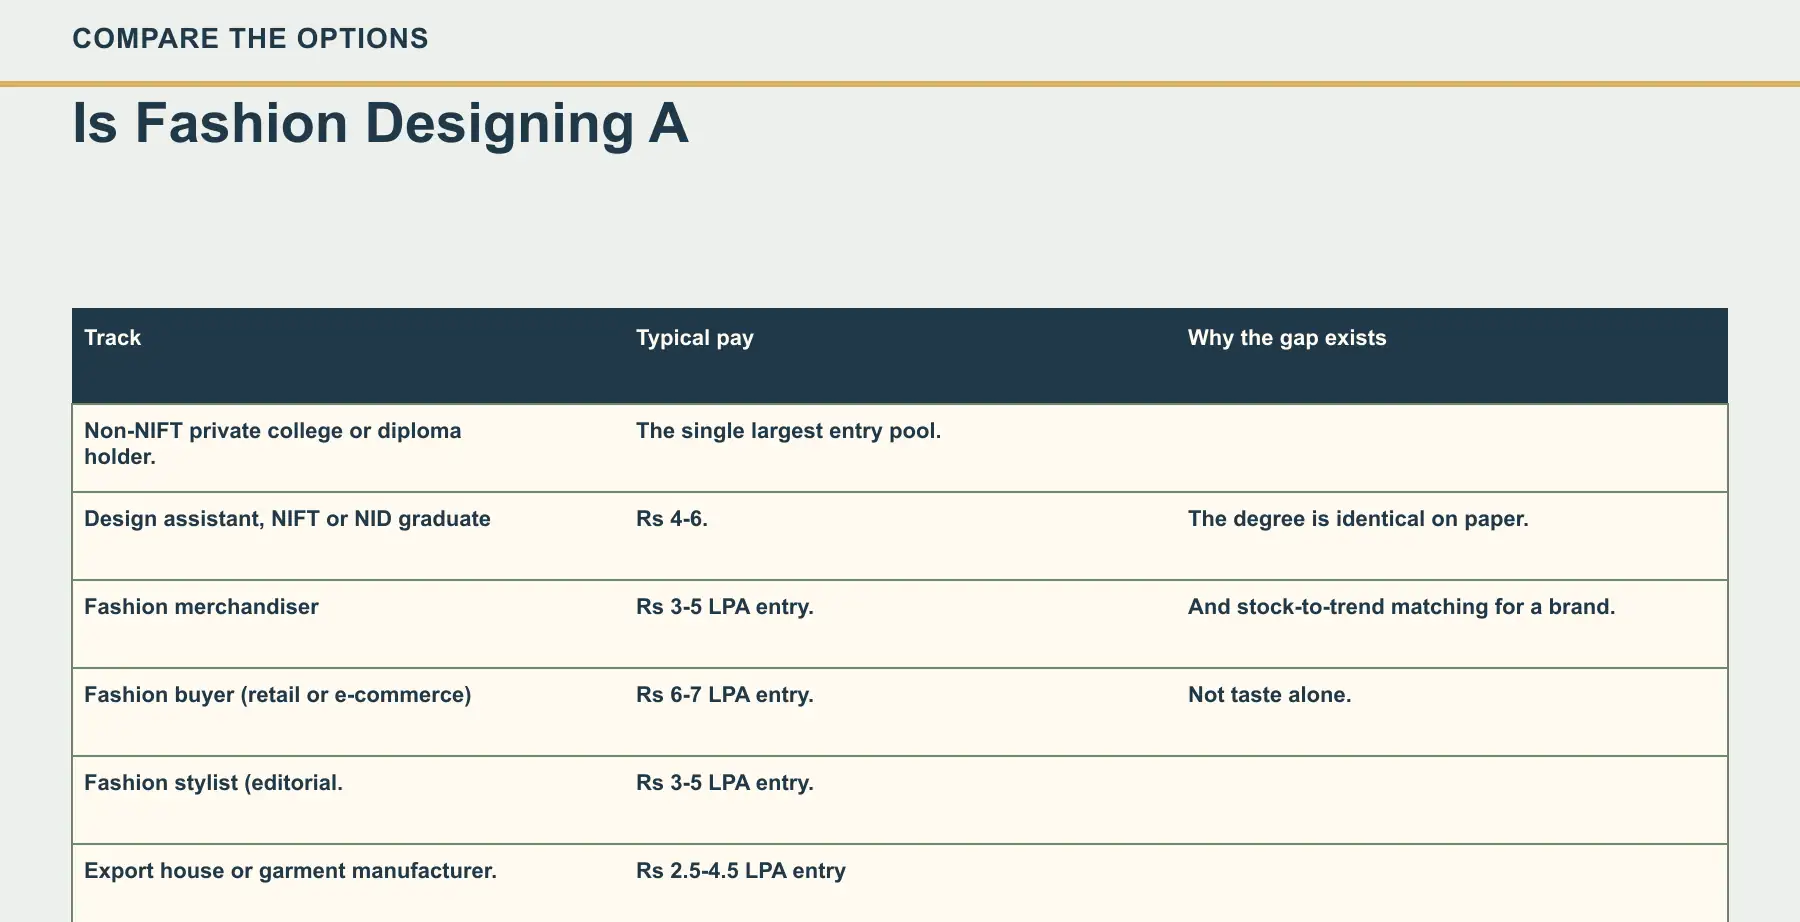 COMPARE THE OPTIONS
Is Fashion Designing A
Track Typical pay Why the gap exists
Non-NIFT private college or diploma The single largest entry pool.
holder.
Design assistant, NIFT or NID graduate Rs 4-6. The degree is identical on paper.
Fashion merchandiser Rs 3-5 LPA entry. And stock-to-trend matching for a brand.
Fashion buyer (retail or e-commerce) Rs 6-7 LPA entry. Not taste alone.
Fashion stylist (editorial. Rs 3-5 LPA entry.
Export house or garment manufacturer. Rs 2.5-4.5 LPA entry